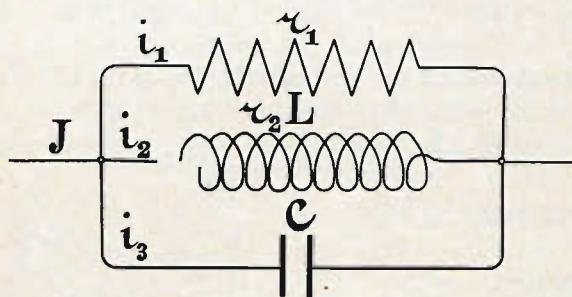 i₁ r₁
J i₂ r₂ L
i₃ C